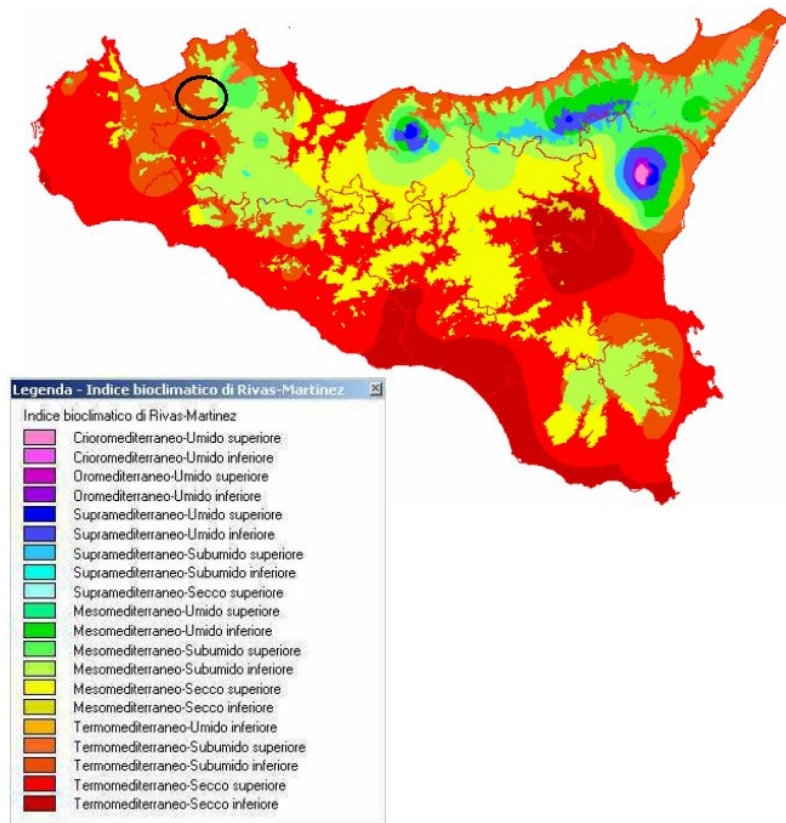 Legenda - Indice bioclimatico di Rivas-Martinez
Indice bioclimatico di Rivas-Martinez
Crioromediterraneo-Umido superiore
Crioromediterraneo-Umido inferiore
Oromediterraneo-Umido superiore
Oromediterraneo-Umido inferiore
Supramediterraneo-Umido superiore
Supramediterraneo-Umido inferiore
Supramediterraneo-Subumido superiore
Supramediterraneo-Subumido inferiore
Supramediterraneo-Secco superiore
Mesomediterraneo-Umido superiore
Mesomediterraneo-Umido inferiore
Mesomediterraneo-Subumido superiore
Mesomediterraneo-Subumido inferiore
Mesomediterraneo-Secco superiore
Mesomediterraneo-Secco inferiore
Termomediterraneo-Umido inferiore
Termomediterraneo-Subumido superiore
Termomediterraneo-Subumido inferiore
Termomediterraneo-Secco superiore
Termomediterraneo-Secco inferiore